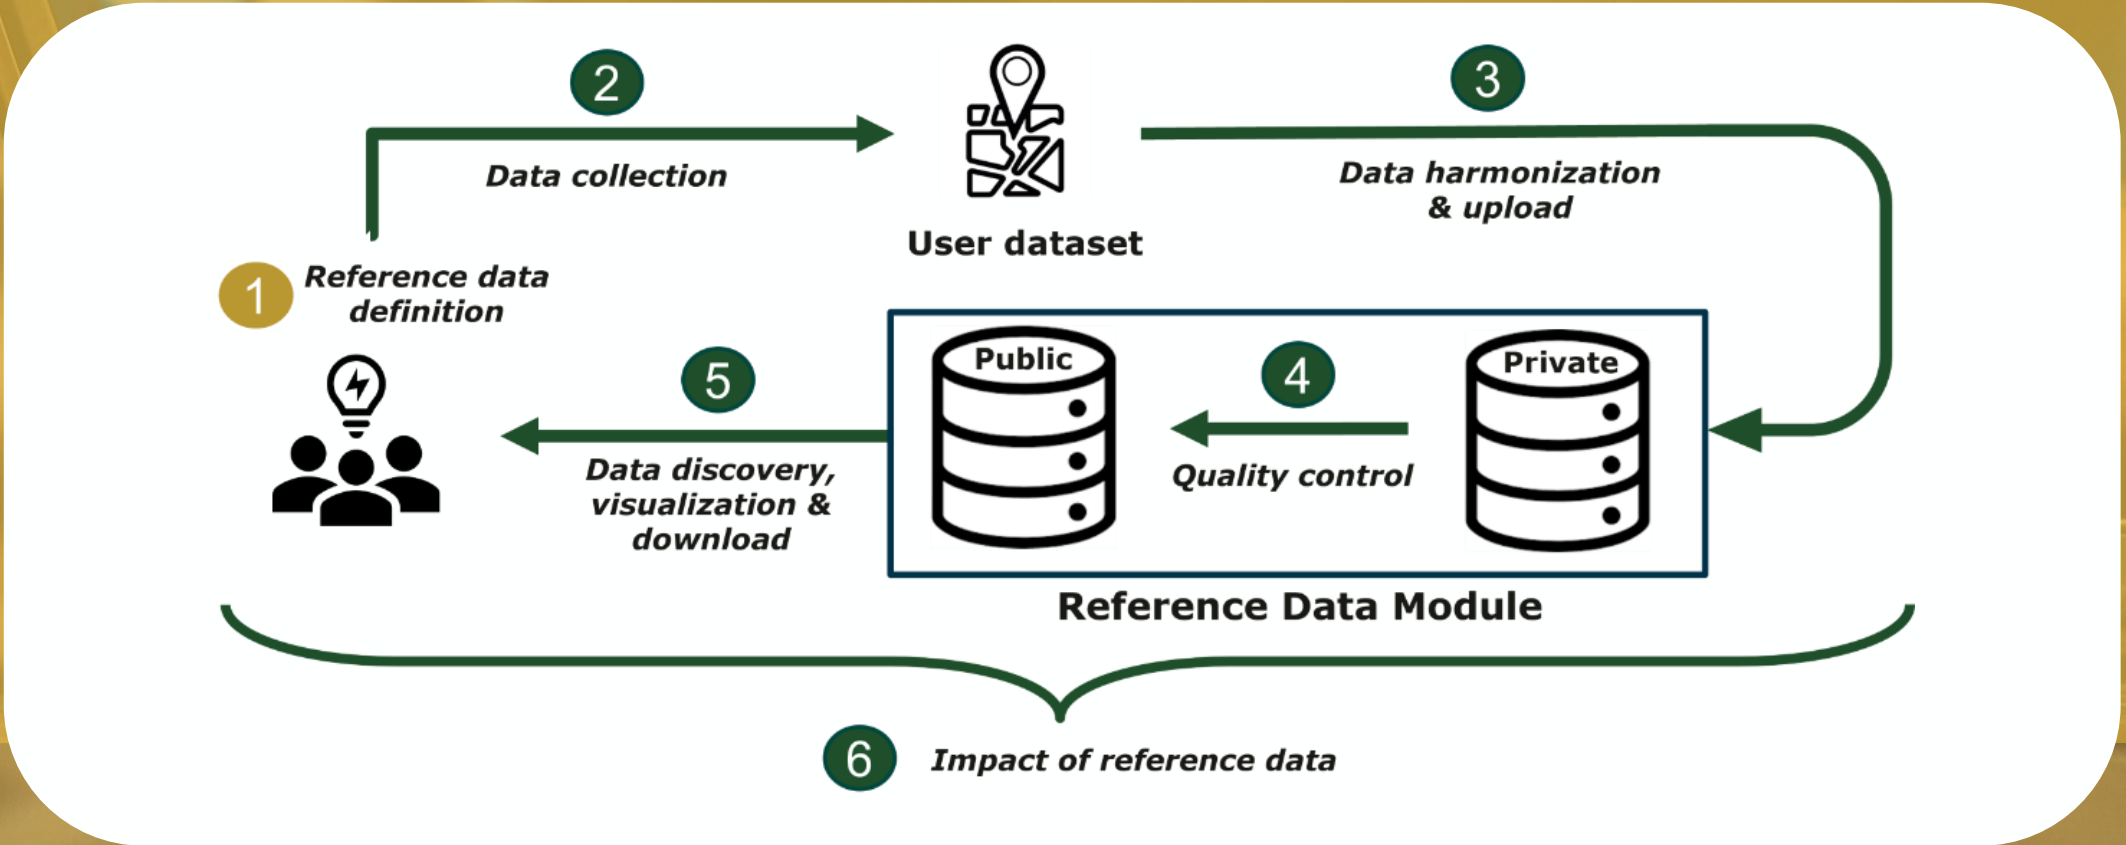 2
Data collection
User dataset
3
Data harmonization
& upload
1
Reference data
definition
Public
4
Quality control
Private
5
Data discovery,
visualization &
download
Reference Data Module
6
Impact of reference data